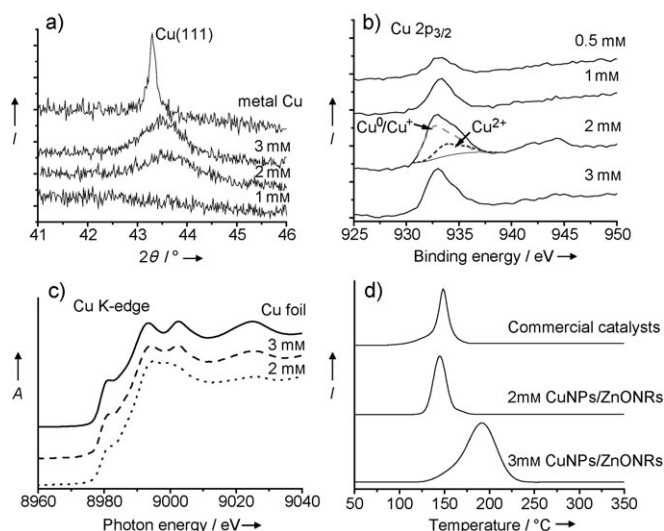 a)
Cu(111)
metal Cu
3 mM
2 mM
1 mM
I
41 42 43 44 45 46
2θ / °
b)
Cu 2p3/2
0.5 mM
1 mM
Cu0/Cu+
Cu2+
2 mM
3 mM
I
925 930 935 940 945 950
Binding energy / eV
c)
Cu K-edge
Cu foil
3 mM
2 mM
A
8960 8980 9000 9020 9040
Photon energy / eV
d)
Commercial catalysts
2mM CuNPs/ZnONRs
3mM CuNPs/ZnONRs
I
50 100 150 200 250 300 350
Temperature / °C